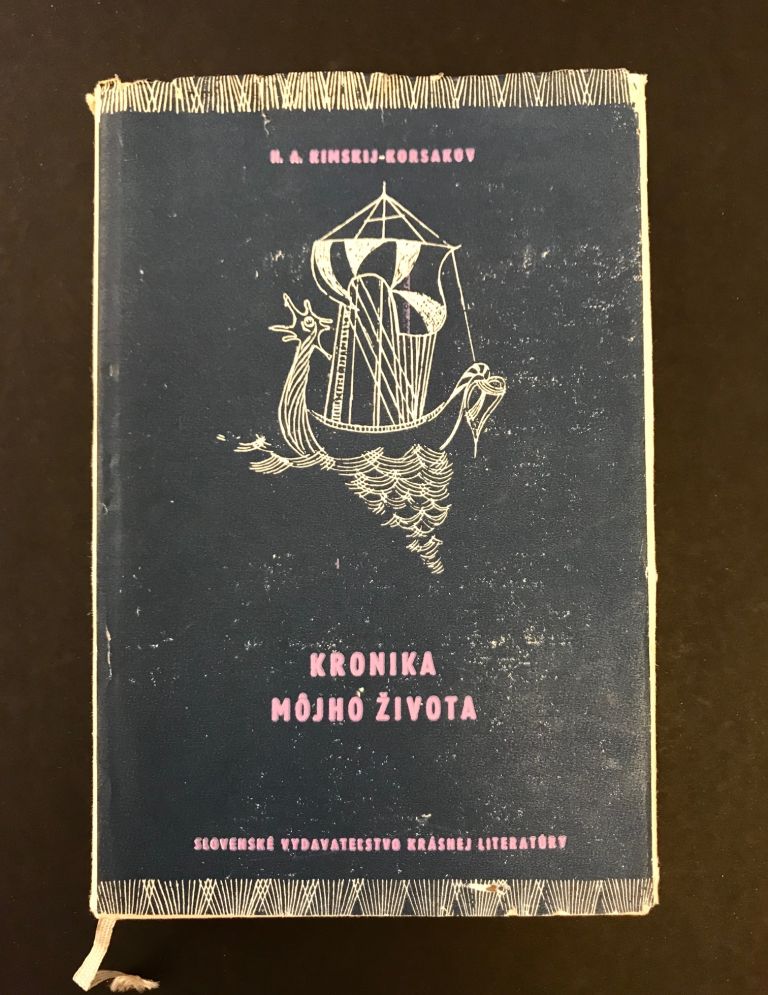 N. A. RIMSKIJ-KORSAKOV
KRONIKA
MÔJHO ŽIVOTA
SLOVENSKÉ VYDAVATEĽSTVO KRÁSNEJ LITERATÚRY